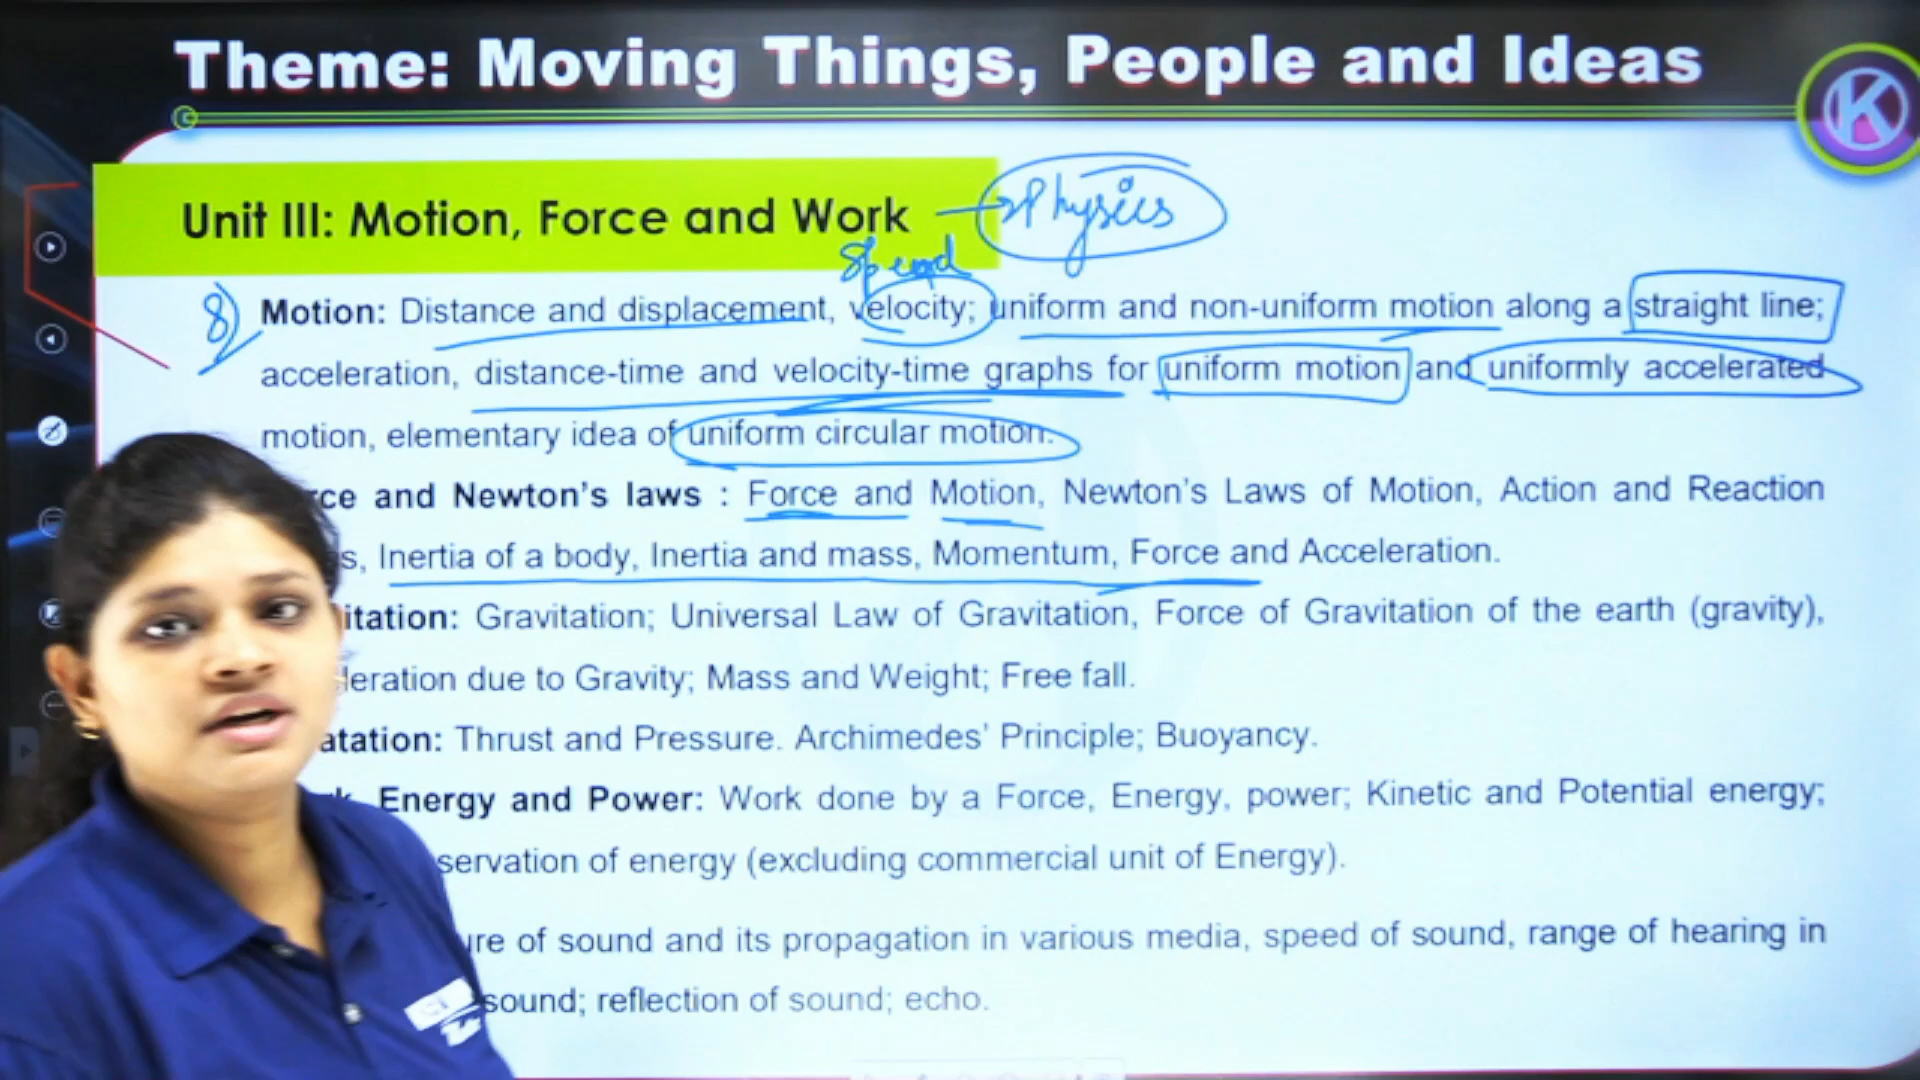 Theme: Moving Things, People and Ideas
K
Unit III: Motion, Force and Work
Physics
Speed
8)
Motion: Distance and displacement, velocity; uniform and non-uniform motion along a straight line;
acceleration, distance-time and velocity-time graphs for uniform motion and uniformly accelerated
motion, elementary idea of uniform circular motion.
rce and Newton's laws : Force and Motion, Newton's Laws of Motion, Action and Reaction
s, Inertia of a body, Inertia and mass, Momentum, Force and Acceleration.
itation: Gravitation; Universal Law of Gravitation, Force of Gravitation of the earth (gravity),
leration due to Gravity; Mass and Weight; Free fall.
atation: Thrust and Pressure. Archimedes' Principle; Buoyancy.
k, Energy and Power: Work done by a Force, Energy, power; Kinetic and Potential energy;
servation of energy (excluding commercial unit of Energy).
ure of sound and its propagation in various media, speed of sound, range of hearing in
sound; reflection of sound; echo.